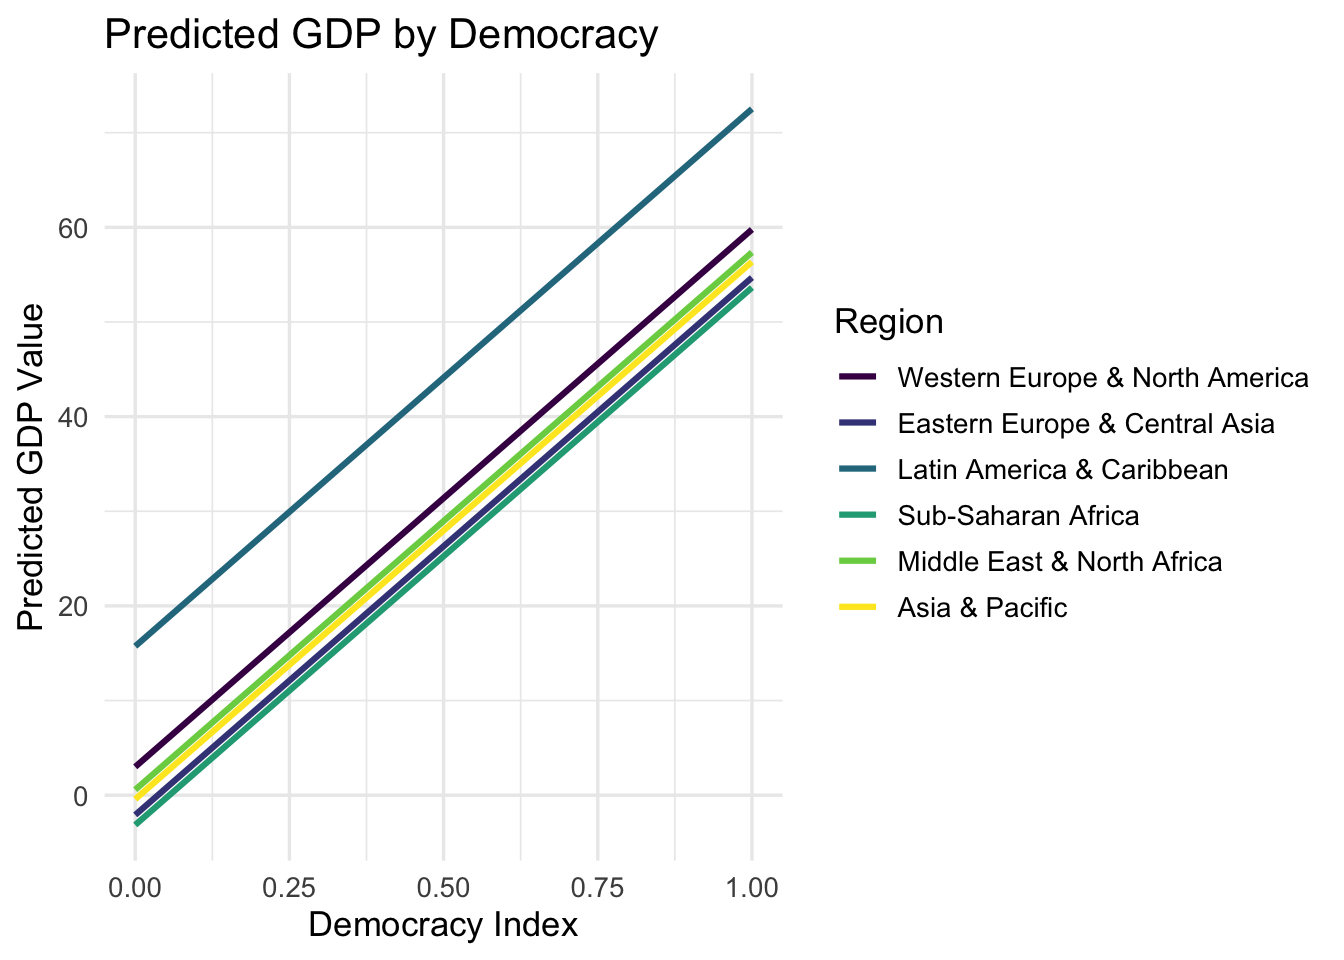 Predicted GDP by Democracy
Predicted GDP Value
60
40
20
0
0.00 0.25 0.50 0.75 1.00
Democracy Index
Region
Western Europe & North America
Eastern Europe & Central Asia
Latin America & Caribbean
Sub-Saharan Africa
Middle East & North Africa
Asia & Pacific